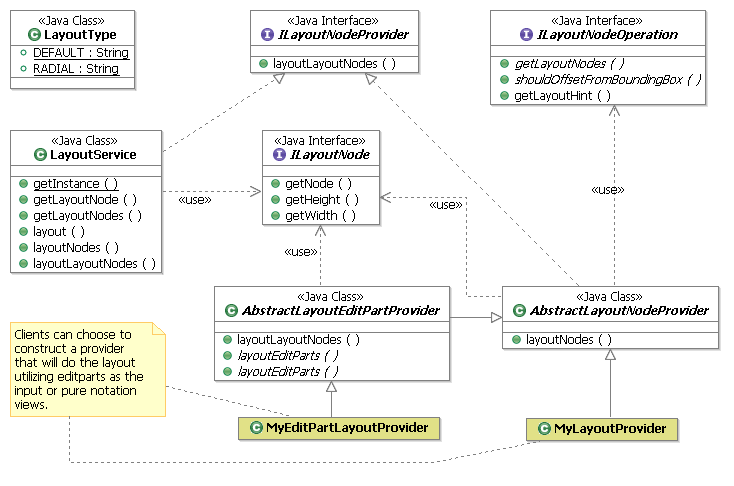 «Java Class»
C LayoutType
DEFAULT : String
RADIAL : String
«Java Interface»
I ILayoutNodeProvider
layoutLayoutNodes ( )
«Java Interface»
I ILayoutNodeOperation
getLayoutNodes ( )
shouldOffsetFromBoundingBox ( )
getLayoutHint ( )
«Java Class»
C LayoutService
getInstance ( )
getLayoutNode ( )
getLayoutNodes ( )
layout ( )
layoutNodes ( )
layoutLayoutNodes ( )
«Java Interface»
I ILayoutNode
getNode ( )
getHeight ( )
getWidth ( )
«use»
«use»
«use»
«use»
«Java Class»
C AbstractLayoutEditPartProvider
layoutLayoutNodes ( )
layoutEditParts ( )
layoutEditParts ( )
«Java Class»
C AbstractLayoutNodeProvider
layoutNodes ( )
Clients can choose to
construct a provider
that will do the layout
utilizing editparts as the
input or pure notation
views.
C MyEditPartLayoutProvider
C MyLayoutProvider